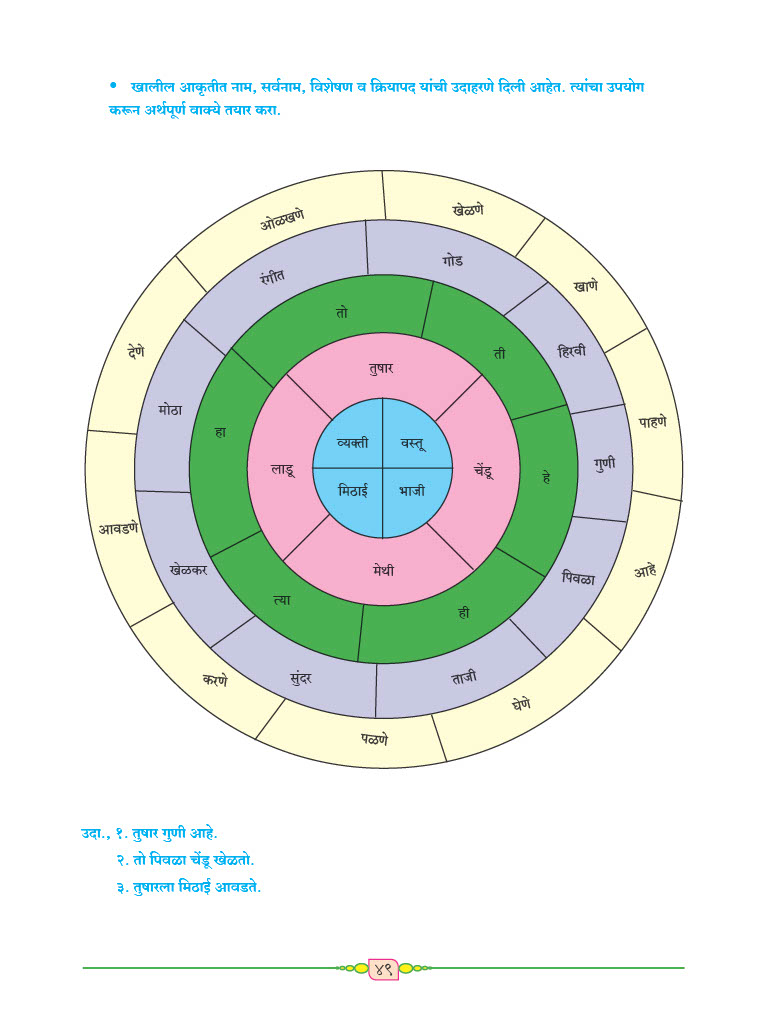 • खालील आकृतीत नाम, सर्वनाम, विशेषण व क्रियापद यांची उदाहरणे दिली आहेत. त्यांचा उपयोग
करून अर्थपूर्ण वाक्ये तयार करा.
ओळखणे
खेळणे
खाणे
पाहणे
आहे
घेणे
पळणे
करणे
आवडणे
देणे
रंगीत
गोड
हिरवी
गुणी
पिवळा
ताजी
सुंदर
खेळकर
मोठा
तो
ती
हे
ही
त्या
हा
तुषार
चेंडू
मेथी
लाडू
व्यक्ती
वस्तू
मिठाई
भाजी
उदा., १. तुषार गुणी आहे.
२. तो पिवळा चेंडू खेळतो.
३. तुषारला मिठाई आवडते.
४९